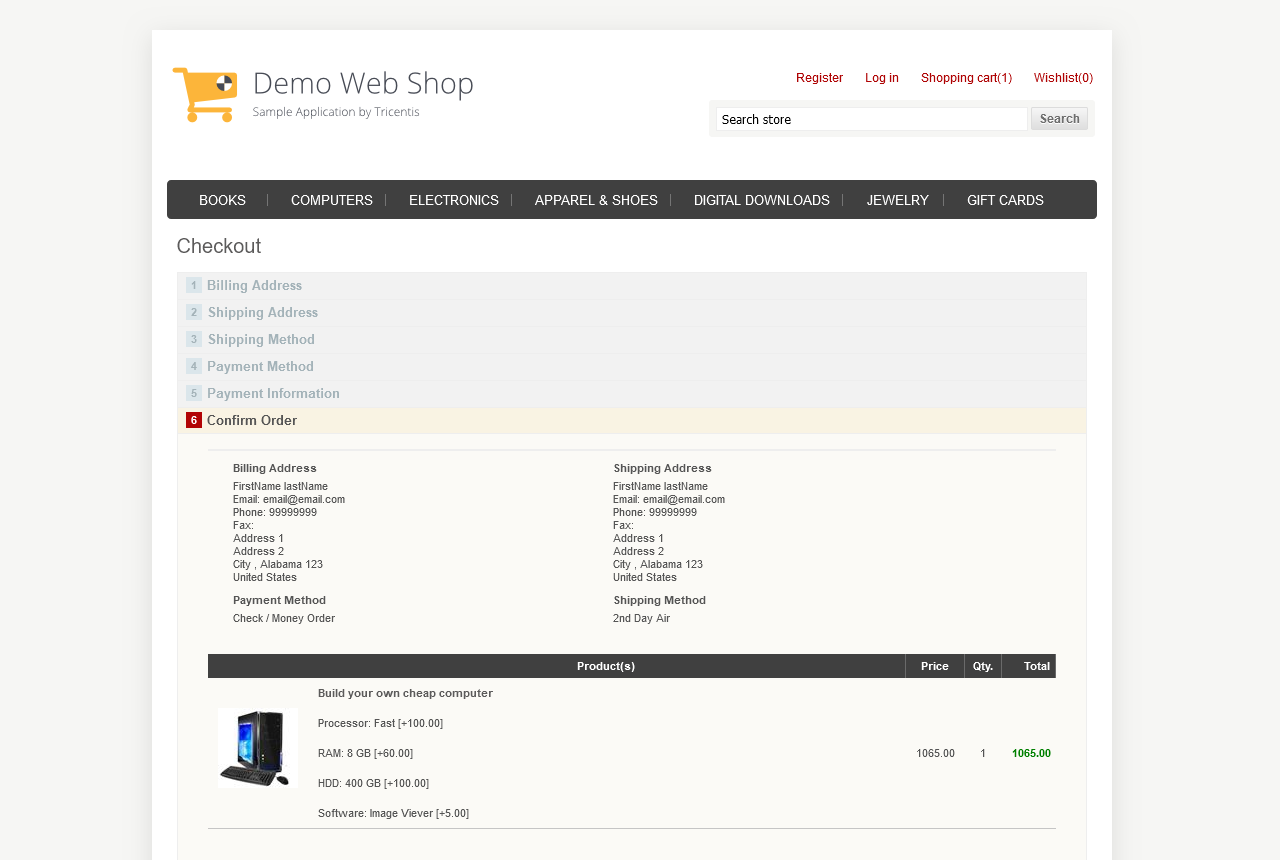 Demo Web Shop
Sample Application by Tricentis
Register Log in Shopping cart(1) Wishlist(0)
Search store Search
BOOKS COMPUTERS ELECTRONICS APPAREL & SHOES DIGITAL DOWNLOADS JEWELRY GIFT CARDS
Checkout
1 Billing Address
2 Shipping Address
3 Shipping Method
4 Payment Method
5 Payment Information
6 Confirm Order
Billing Address
FirstName lastName
Email: email@email.com
Phone: 99999999
Fax:
Address 1
Address 2
City , Alabama 123
United States
Payment Method
Check / Money Order
Shipping Address
FirstName lastName
Email: email@email.com
Phone: 99999999
Fax:
Address 1
Address 2
City , Alabama 123
United States
Shipping Method
2nd Day Air
Product(s) Price Qty. Total
Build your own cheap computer
Processor: Fast [+100.00]
RAM: 8 GB [+60.00]
HDD: 400 GB [+100.00]
Software: Image Viever [+5.00]
1065.00 1 1065.00